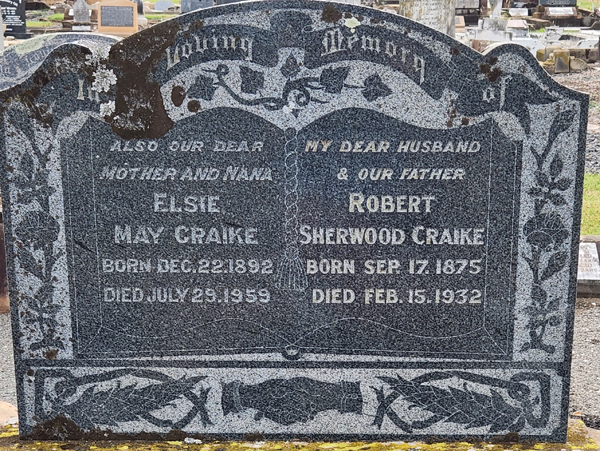 In Loving Memory of
ALSO OUR DEAR
MOTHER AND NANA
ELSIE
MAY CRAIKE
BORN DEC. 22. 1892
DIED JULY 29. 1959
MY DEAR HUSBAND
& OUR FATHER
ROBERT
SHERWOOD CRAIKE
BORN SEP. 17. 1875
DIED FEB. 15. 1932